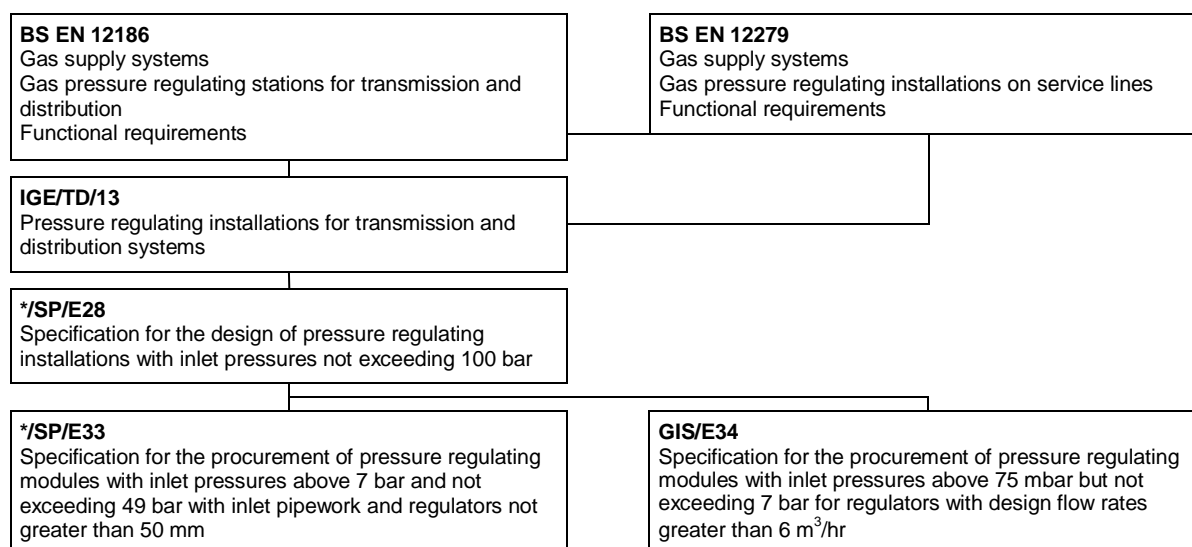 BS EN 12186
Gas supply systems
Gas pressure regulating stations for transmission and
distribution
Functional requirements
BS EN 12279
Gas supply systems
Gas pressure regulating installations on service lines
Functional requirements
IGE/TD/13
Pressure regulating installations for transmission and
distribution systems
*/SP/E28
Specification for the design of pressure regulating
installations with inlet pressures not exceeding 100 bar
*/SP/E33
Specification for the procurement of pressure regulating
modules with inlet pressures above 7 bar and not
exceeding 49 bar with inlet pipework and regulators not
greater than 50 mm
GIS/E34
Specification for the procurement of pressure regulating
modules with inlet pressures above 75 mbar but not
exceeding 7 bar for regulators with design flow rates
greater than 6 m³/hr